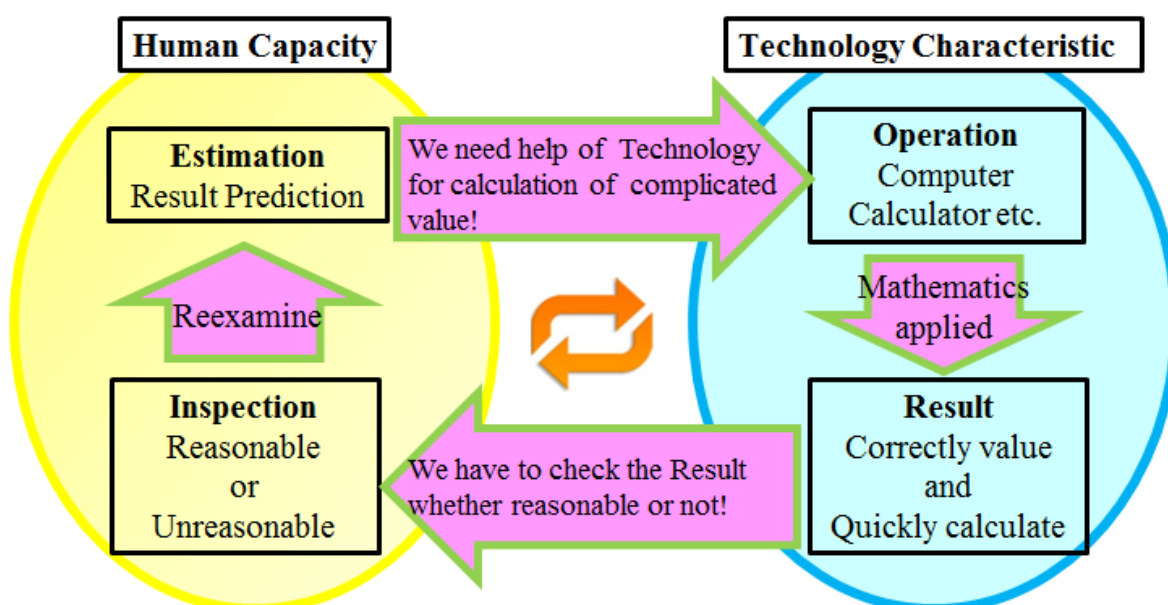 Human Capacity
Technology Characteristic
Estimation
Result Prediction
We need help of Technology
for calculation of complicated
value!
Operation
Computer
Calculator etc.
Reexamine
Mathematics
applied
Inspection
Reasonable
or
Unreasonable
We have to check the Result
whether reasonable or not!
Result
Correctly value
and
Quickly calculate